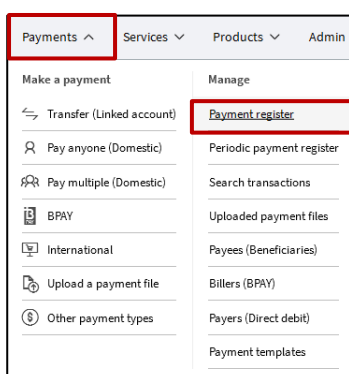 Payments Services Products Admin
Make a payment
Transfer (Linked account)
Pay anyone (Domestic)
Pay multiple (Domestic)
BPAY
International
Upload a payment file
Other payment types
Manage
Payment register
Periodic payment register
Search transactions
Uploaded payment files
Payees (Beneficiaries)
Billers (BPAY)
Payers (Direct debit)
Payment templates